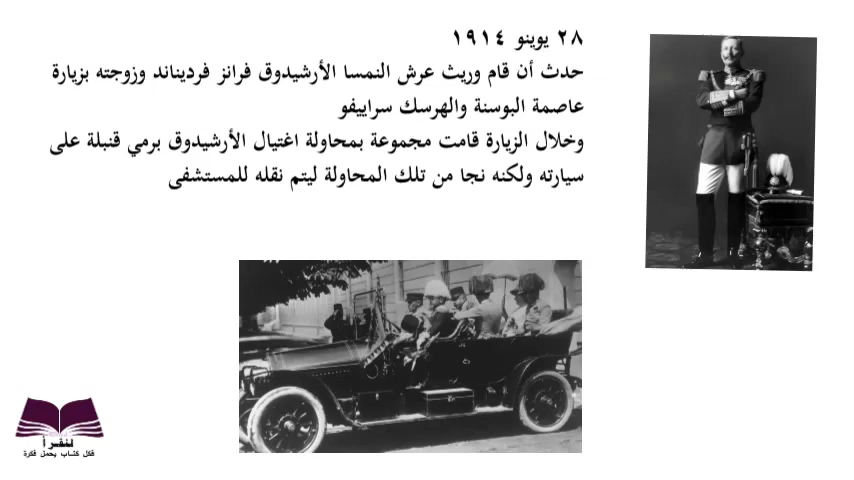 ٢٨ يوينو ١٩١٤
حدث أن قام وريث عرش النمسا الأرشيدوق فرانز فرديناند وزوجته بزيارة
عاصمة البوسنة والهرسك سراييفو
وخلال الزيارة قامت مجموعة بمحاولة اغتيال الأرشيدوق برمي قنبلة على
سيارته ولكنه نجا من تلك المحاولة ليتم نقله للمستشفى
لنقرأ
فكل كتاب يحمل فكرة